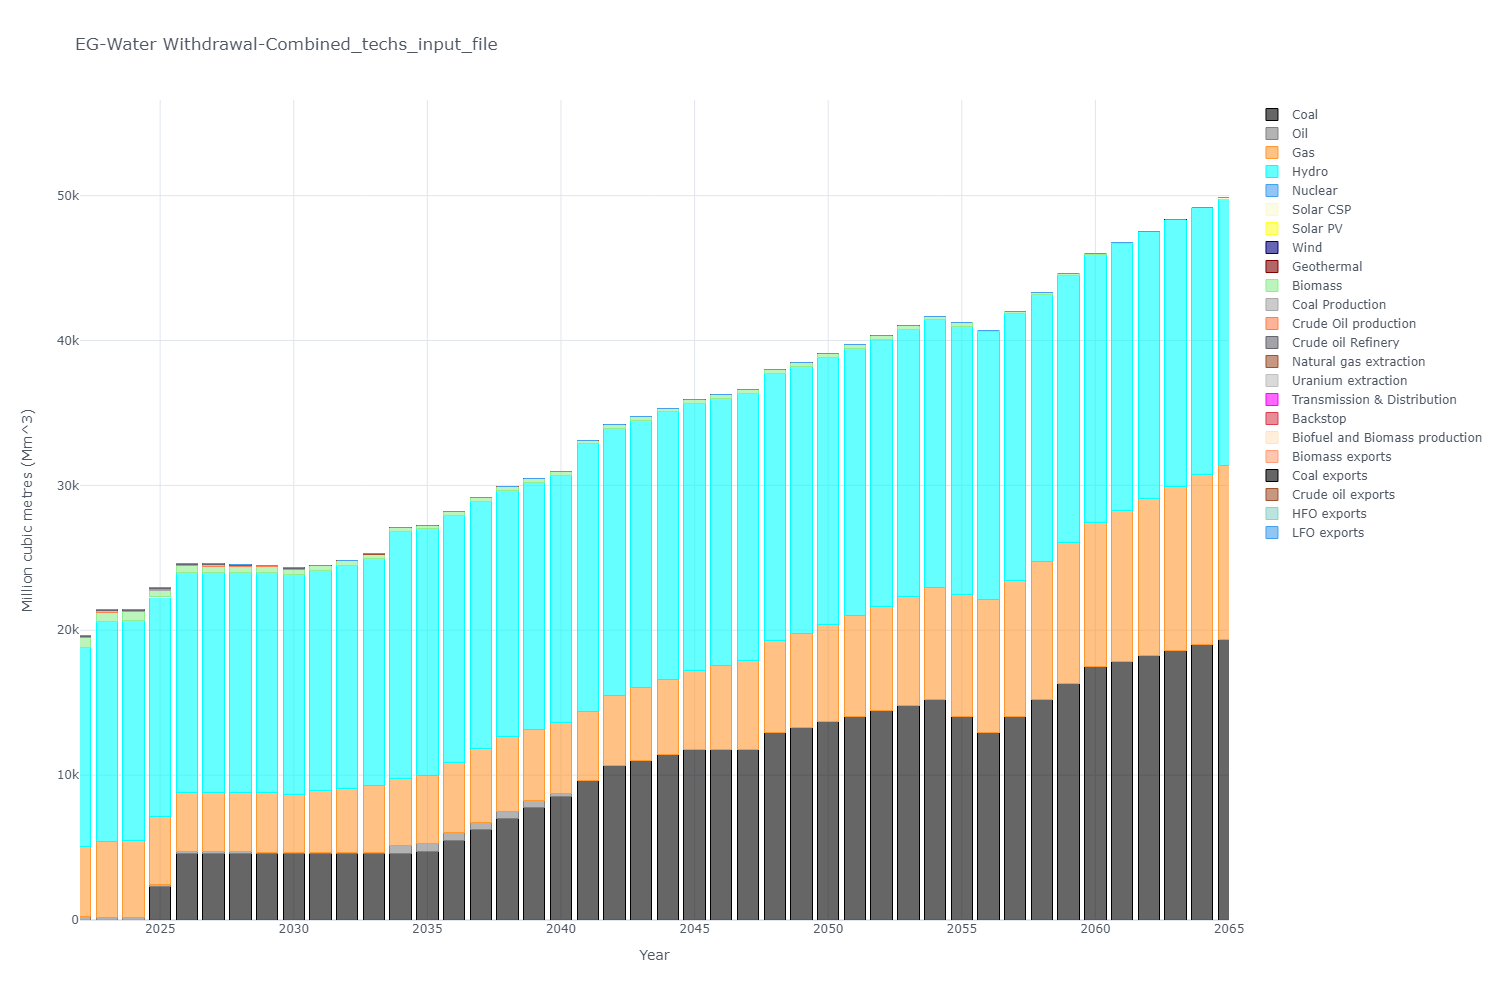 EG-Water Withdrawal-Combined_techs_input_file
Million cubic metres (Mm^3)
50k
40k
30k
20k
10k
0
2025 2030 2035 2040 2045 2050 2055 2060 2065
Year
Coal
Oil
Gas
Hydro
Nuclear
Solar CSP
Solar PV
Wind
Geothermal
Biomass
Coal Production
Crude Oil production
Crude oil Refinery
Natural gas extraction
Uranium extraction
Transmission & Distribution
Backstop
Biofuel and Biomass production
Biomass exports
Coal exports
Crude oil exports
HFO exports
LFO exports